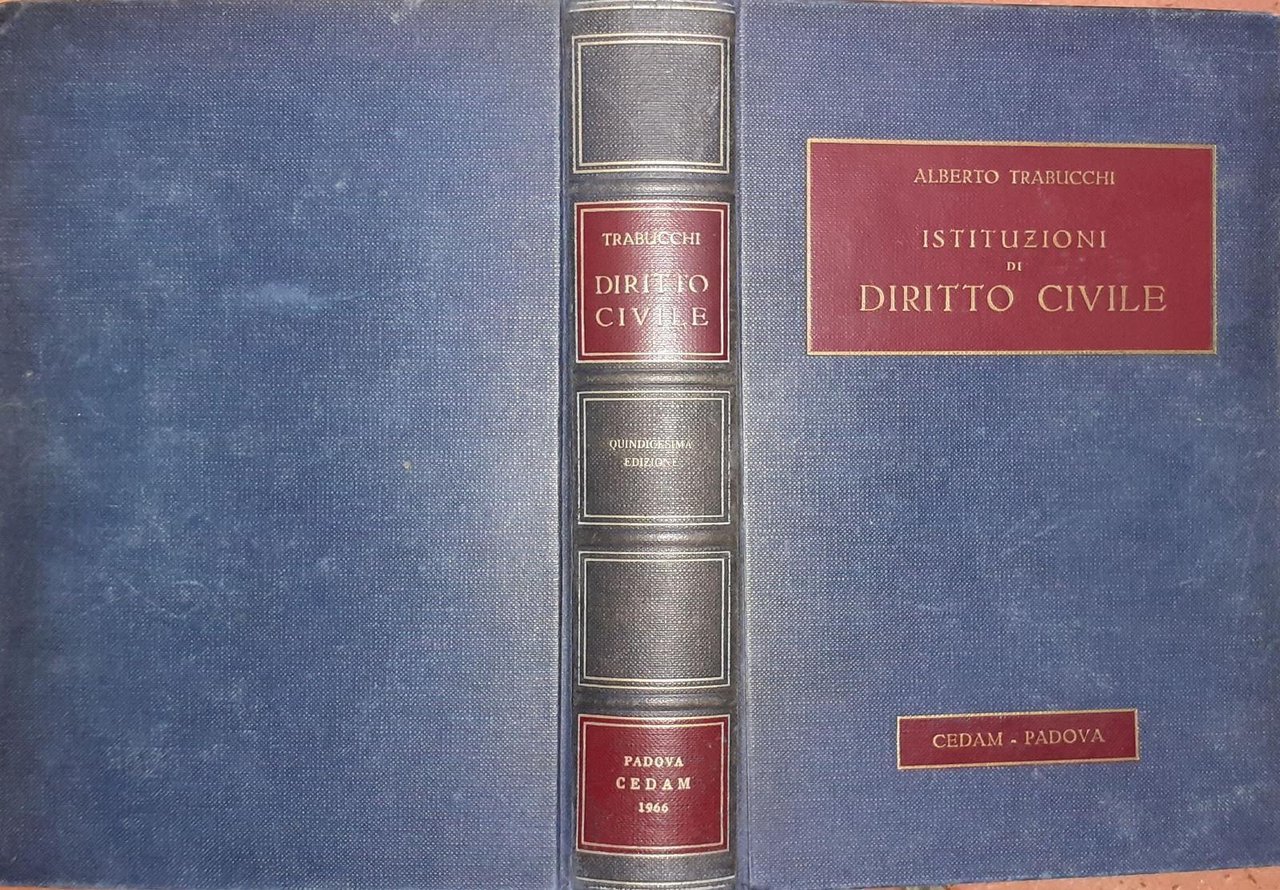 TRABUCCHI
DIRITTO
CIVILE
QUINDICESIMA
EDIZIONE
PADOVA
CEDAM
1966
ALBERTO TRABUCCHI
ISTITUZIONI
DI
DIRITTO CIVILE
CEDAM - PADOVA